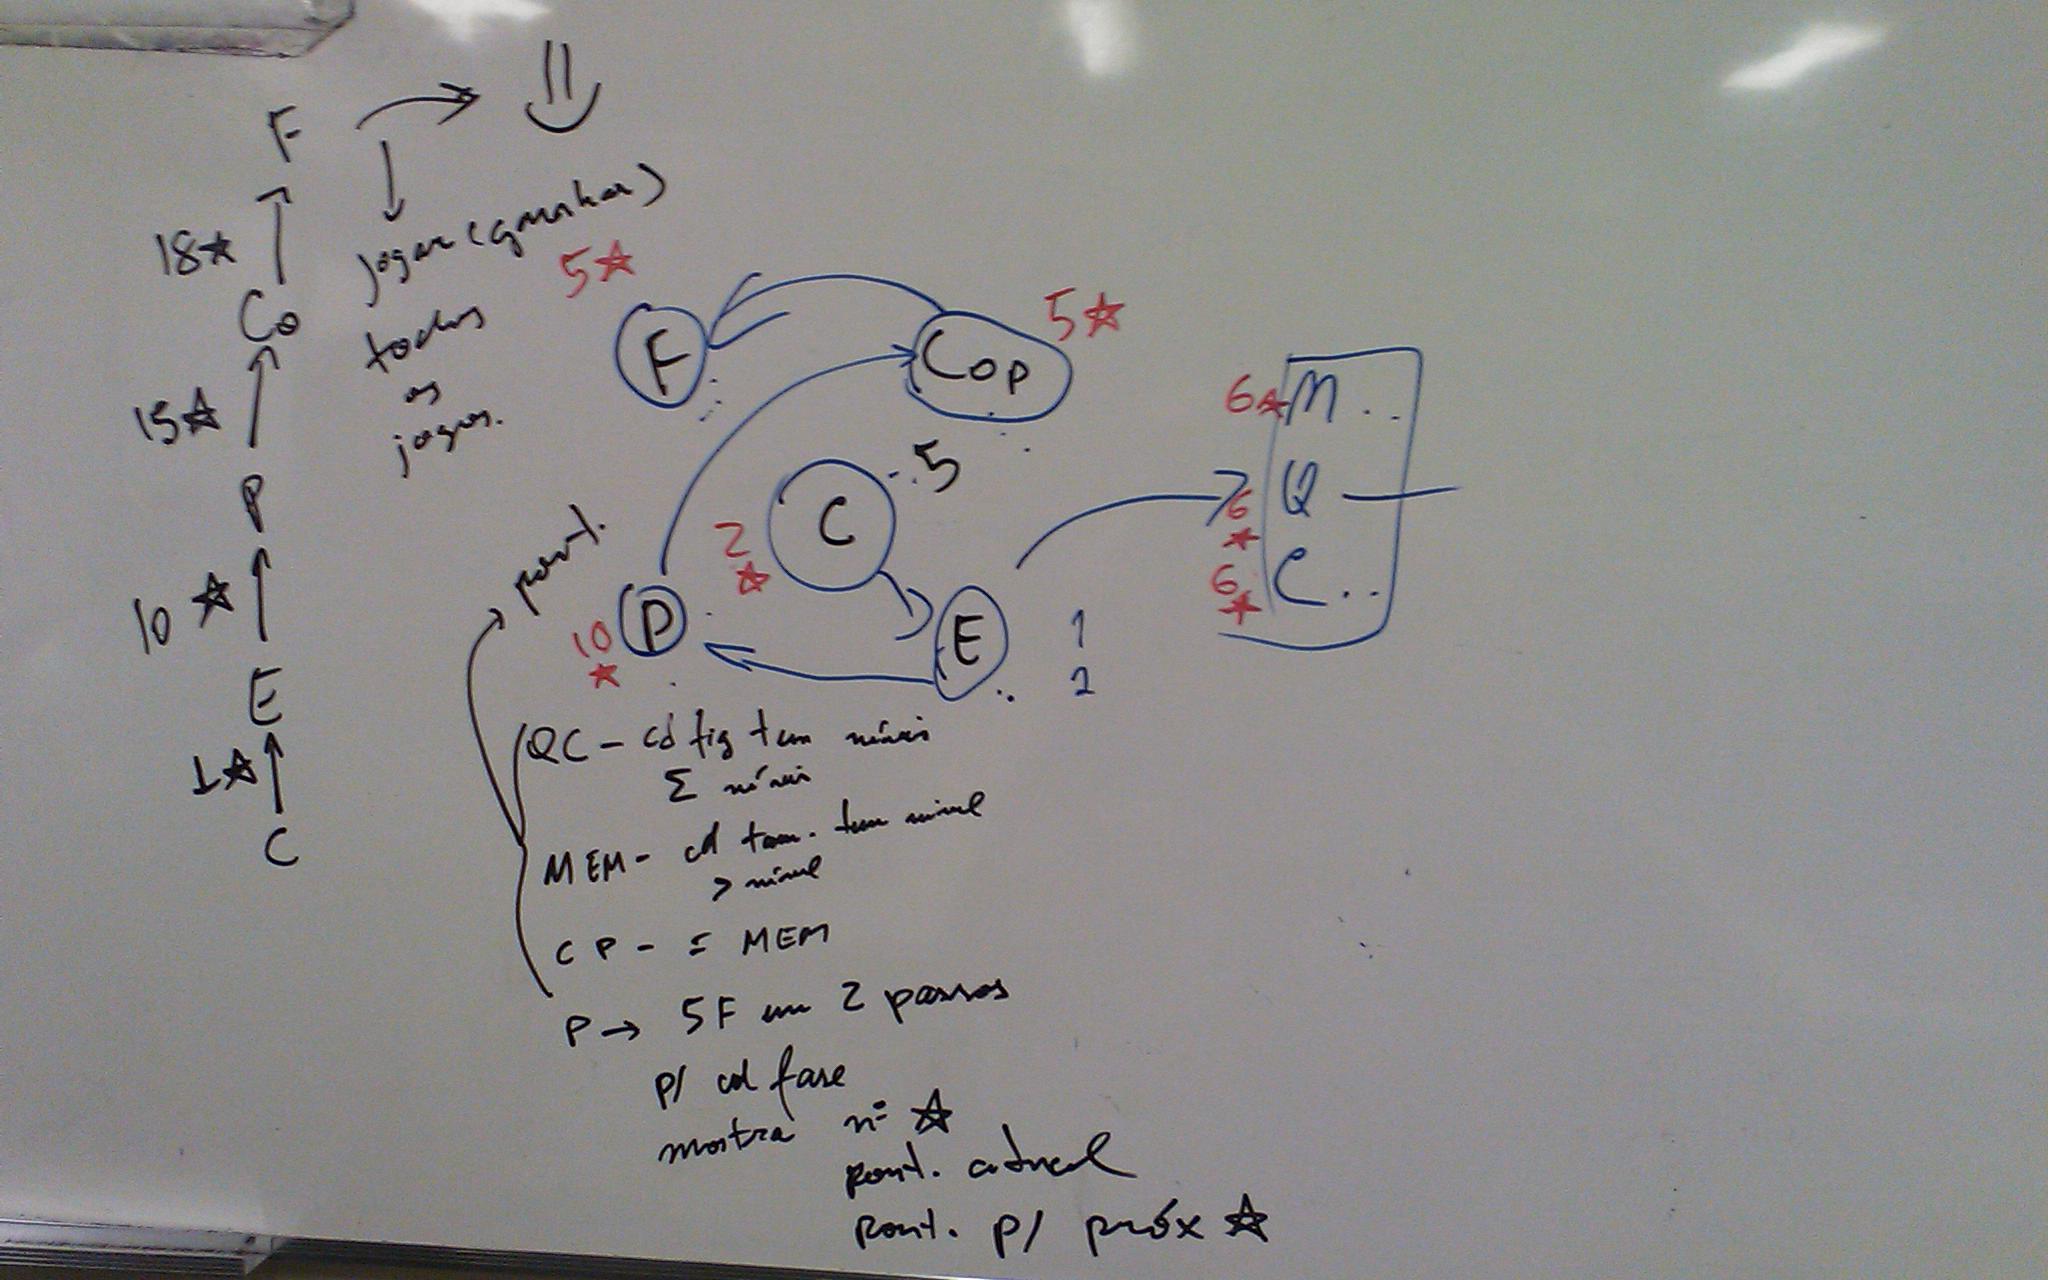 F
18☆
Co
15☆
P
10☆
E
1☆
C
jogar (ganhar)
todos
os
jogos.
5☆
F
Cop
5☆
C
.5
2
☆
P
10
☆
E
1
2
6☆ M..
6 Q
☆
6 C..
☆
pont.
QC - cd fig tem níveis
Σ níveis
MEM - cd tam. tem nível
> nível
CP - = MEM
P → 5F em 2 passos
p/ cd fase
mostra nº ☆
pont. actual
pont. p/ próx ☆